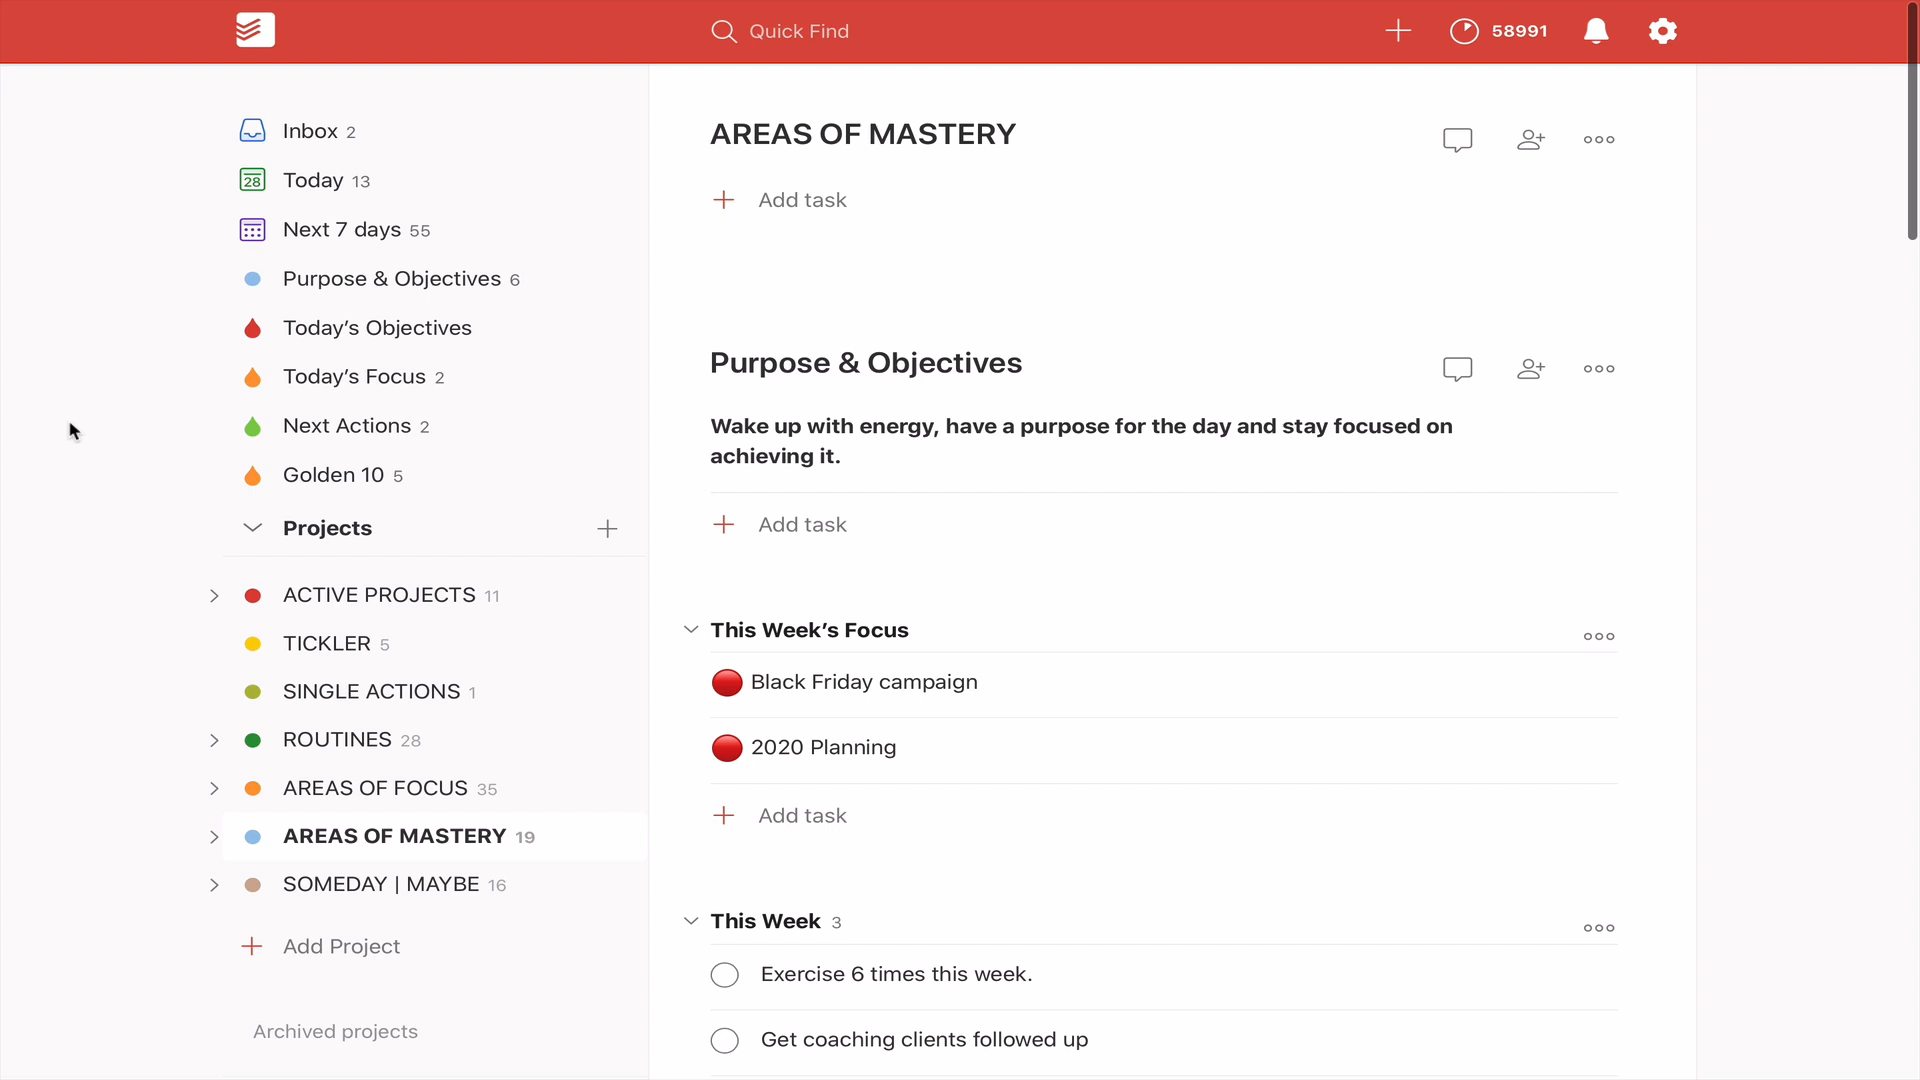 Quick Find
58991
Inbox 2
28
Today 13
Next 7 days 55
Purpose & Objectives 6
Today's Objectives
Today's Focus 2
Next Actions 2
Golden 10 5
Projects
ACTIVE PROJECTS 11
TICKLER 5
SINGLE ACTIONS 1
ROUTINES 28
AREAS OF FOCUS 35
AREAS OF MASTERY 19
SOMEDAY | MAYBE 16
Add Project
Archived projects
AREAS OF MASTERY
Add task
Purpose & Objectives
Wake up with energy, have a purpose for the day and stay focused on
achieving it.
Add task
This Week's Focus
Black Friday campaign
2020 Planning
Add task
This Week 3
Exercise 6 times this week.
Get coaching clients followed up